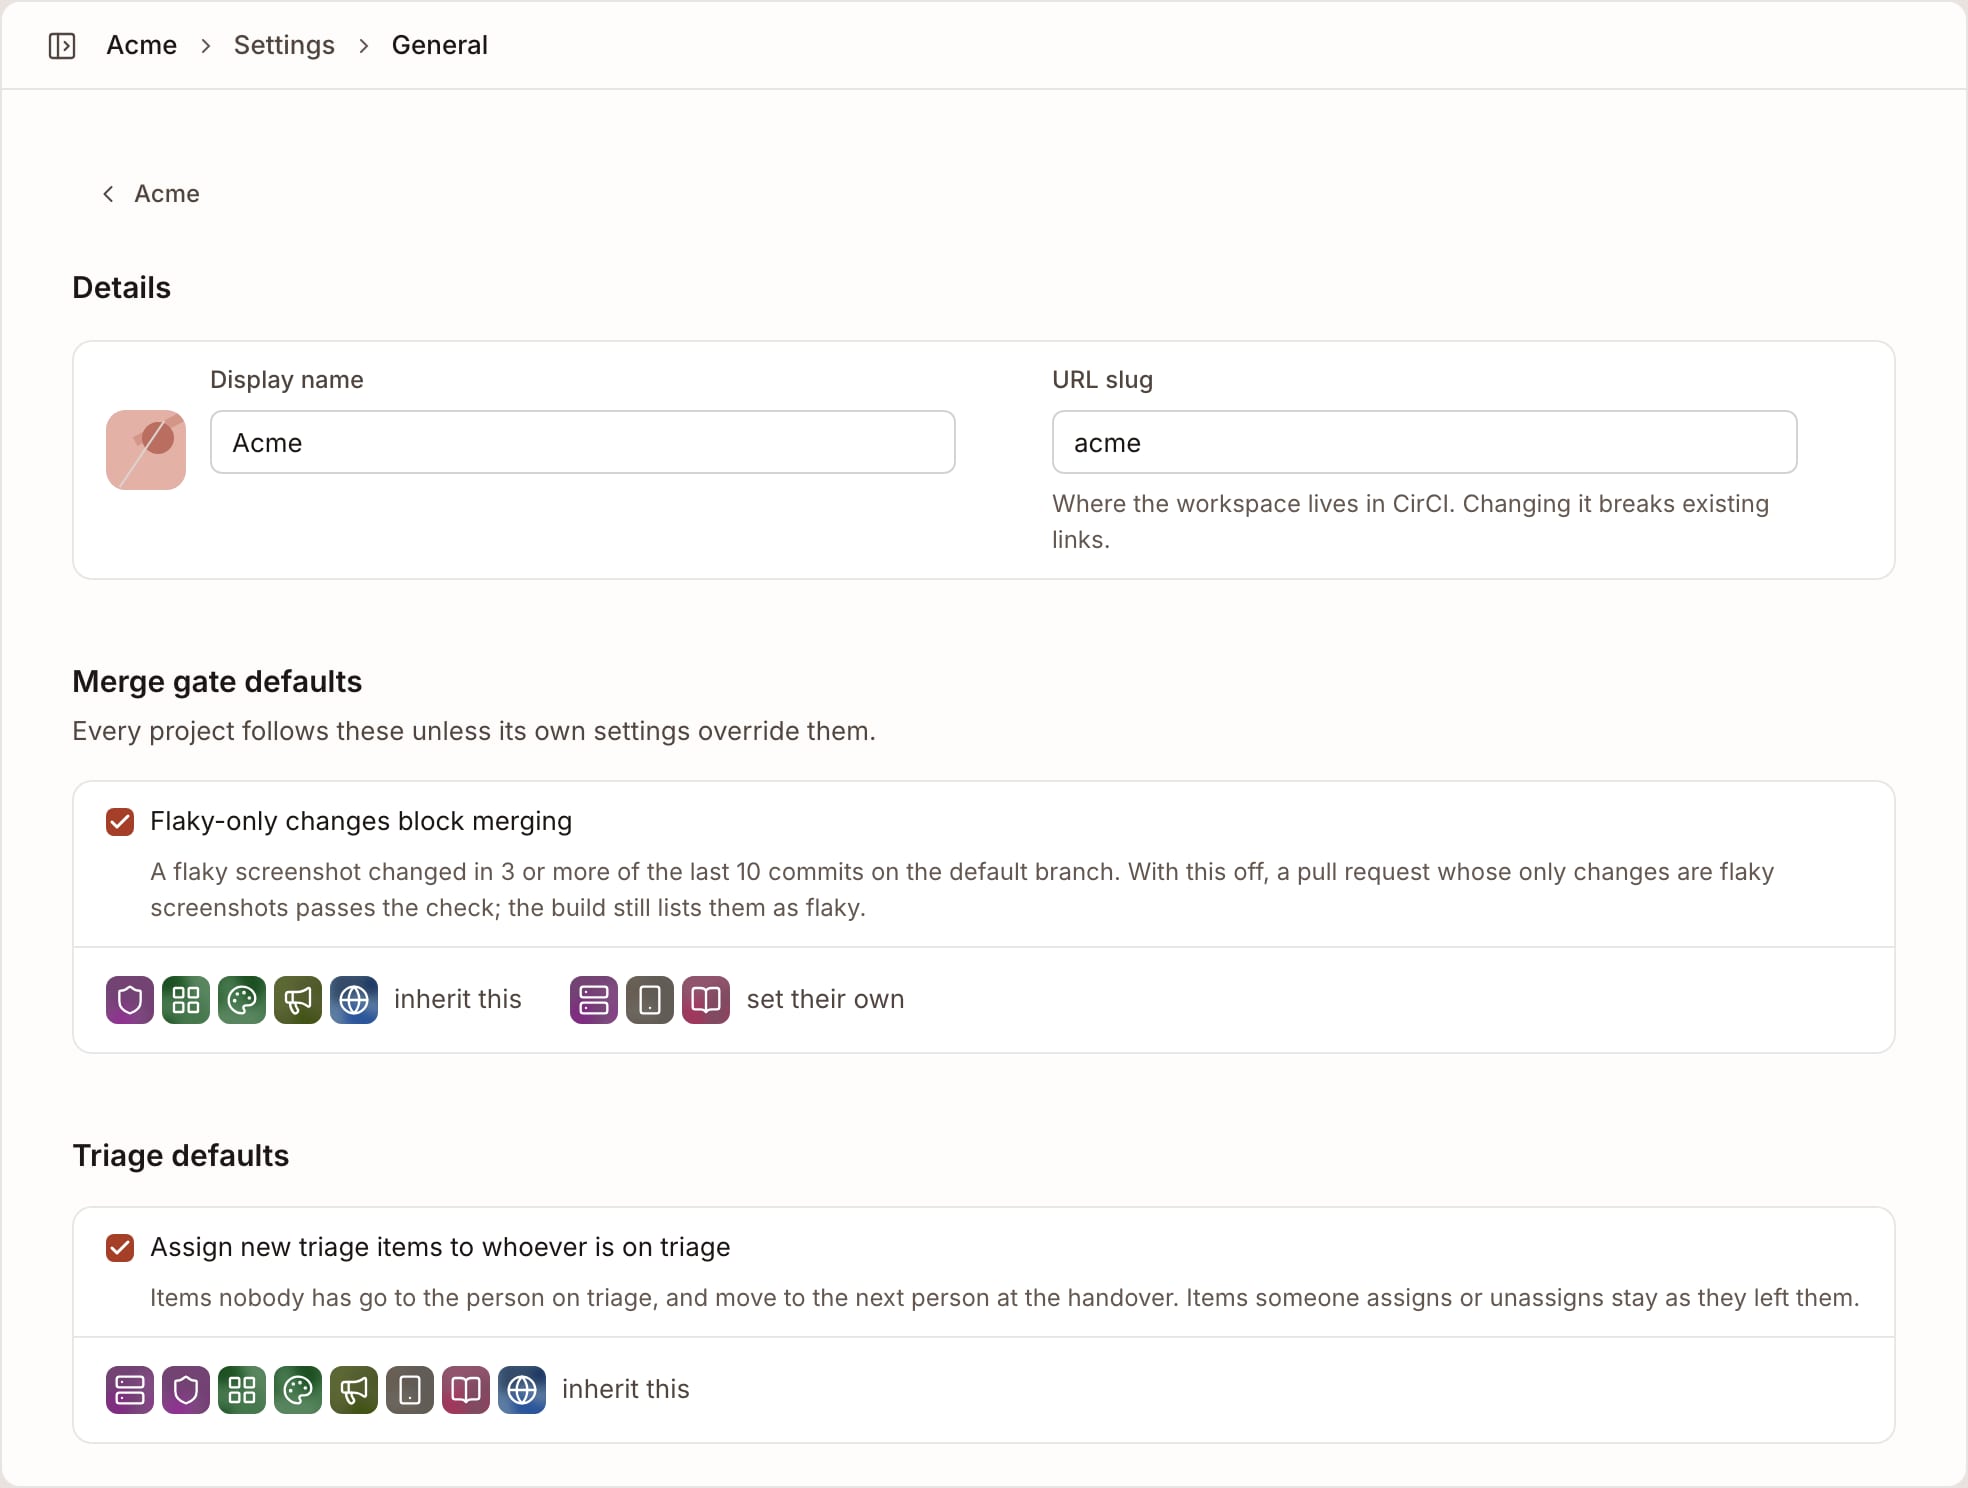 Acme > Settings > General
Acme
Details
Display name
URL slug
Acme
acme
Where the workspace lives in CirCI. Changing it breaks existing
links.
Merge gate defaults
Every project follows these unless its own settings override them.
Flaky-only changes block merging
A flaky screenshot changed in 3 or more of the last 10 commits on the default branch. With this off, a pull request whose only changes are flaky
screenshots passes the check; the build still lists them as flaky.
inherit this
set their own
Triage defaults
Assign new triage items to whoever is on triage
Items nobody has go to the person on triage, and move to the next person at the handover. Items someone assigns or unassigns stay as they left them.
inherit this